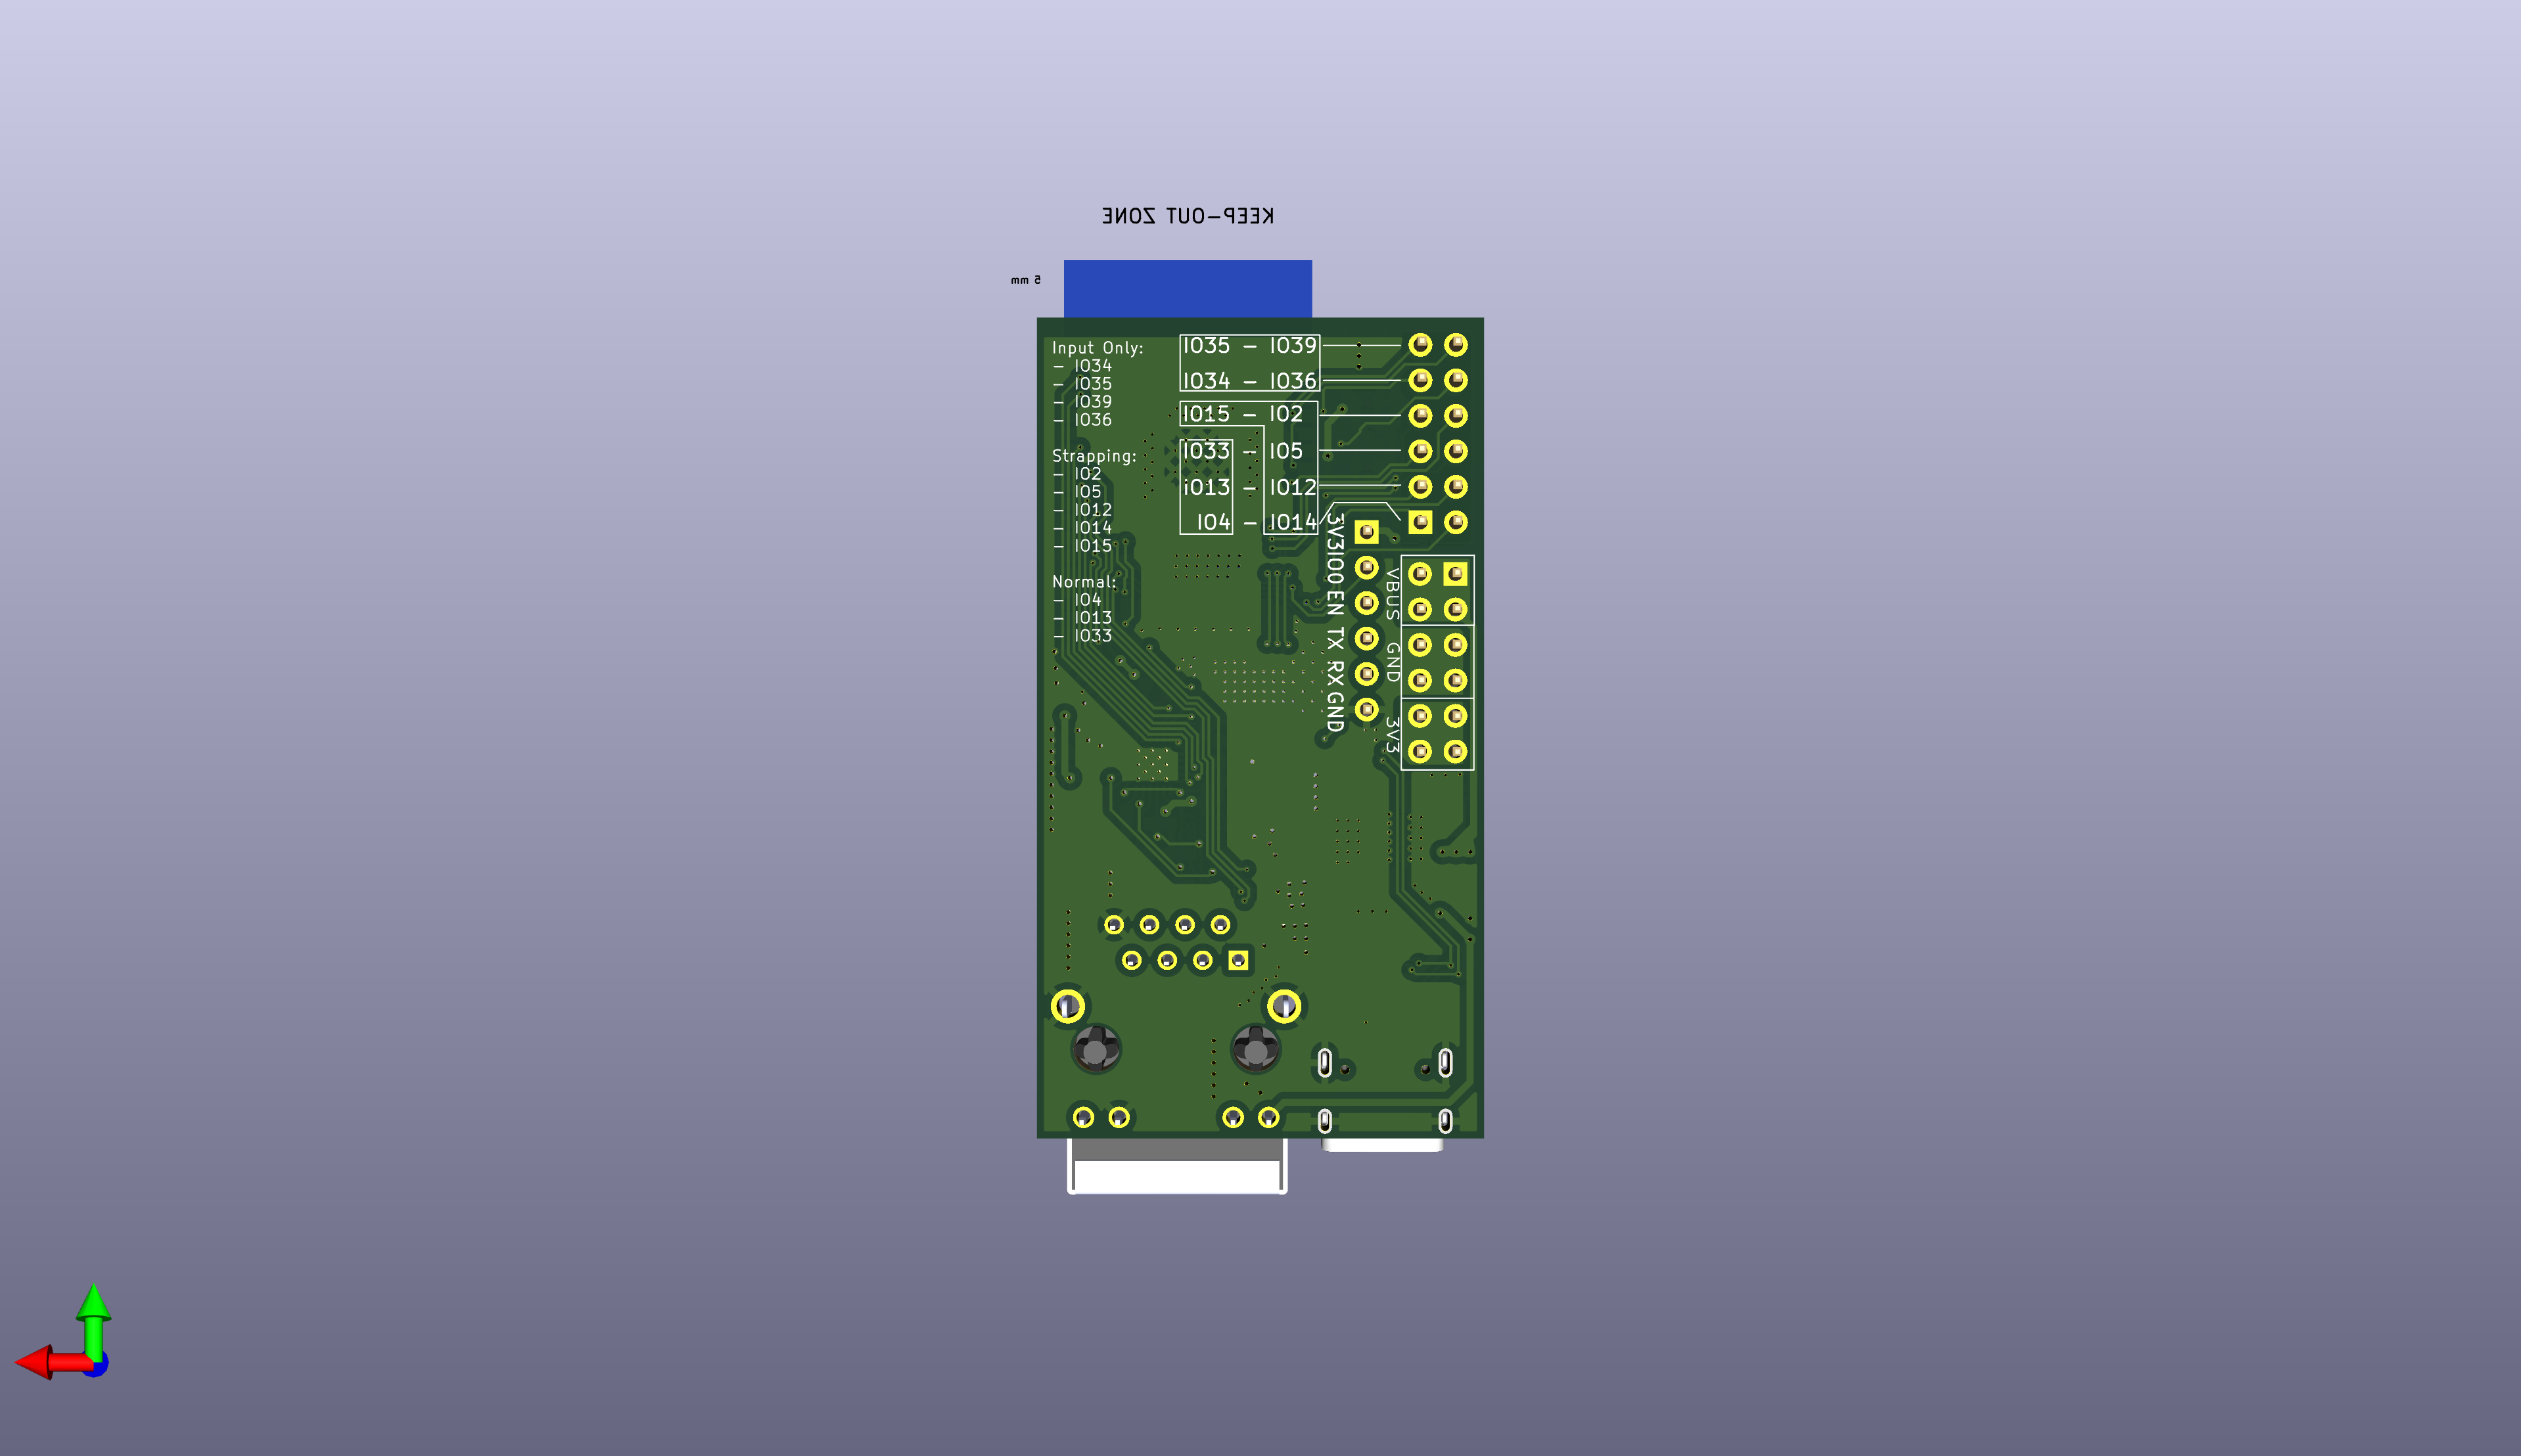 KEEP-OUT ZONE
5 mm
Input Only:
- IO34
- IO35
- IO39
- IO36
Strapping:
- IO2
- IO5
- IO12
- IO14
- IO15
Normal:
- IO4
- IO13
- IO33
IO35 - IO39
IO34 - IO36
IO15 - IO2
IO33 - IO5
iO13 - IO12
IO4 - IO14
3V3 IO0 EN TX RX GND
VBUS
GND
3V3